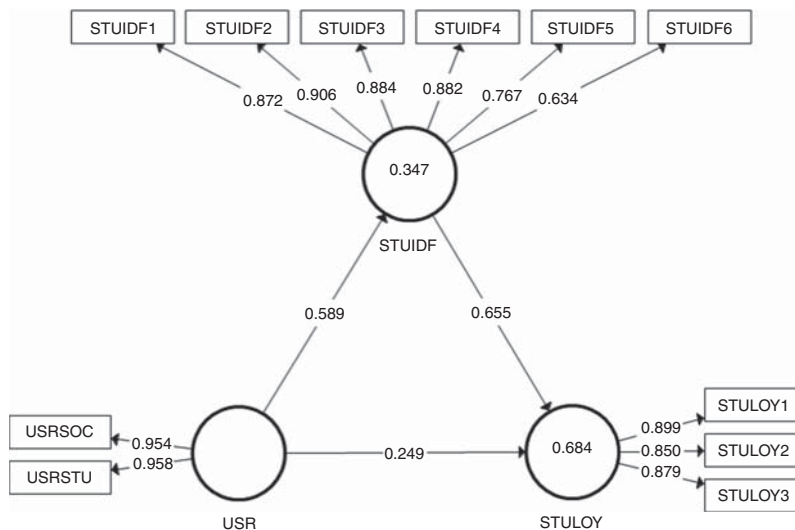 STUIDF1 STUIDF2 STUIDF3 STUIDF4 STUIDF5 STUIDF6
0.872 0.906 0.884 0.882 0.767 0.634
0.347
STUIDF
0.589 0.655
USRSOC
USRSTU
0.954
0.958
USR
0.249
0.684
STULOY
0.899
0.850
0.879
STULOY1
STULOY2
STULOY3